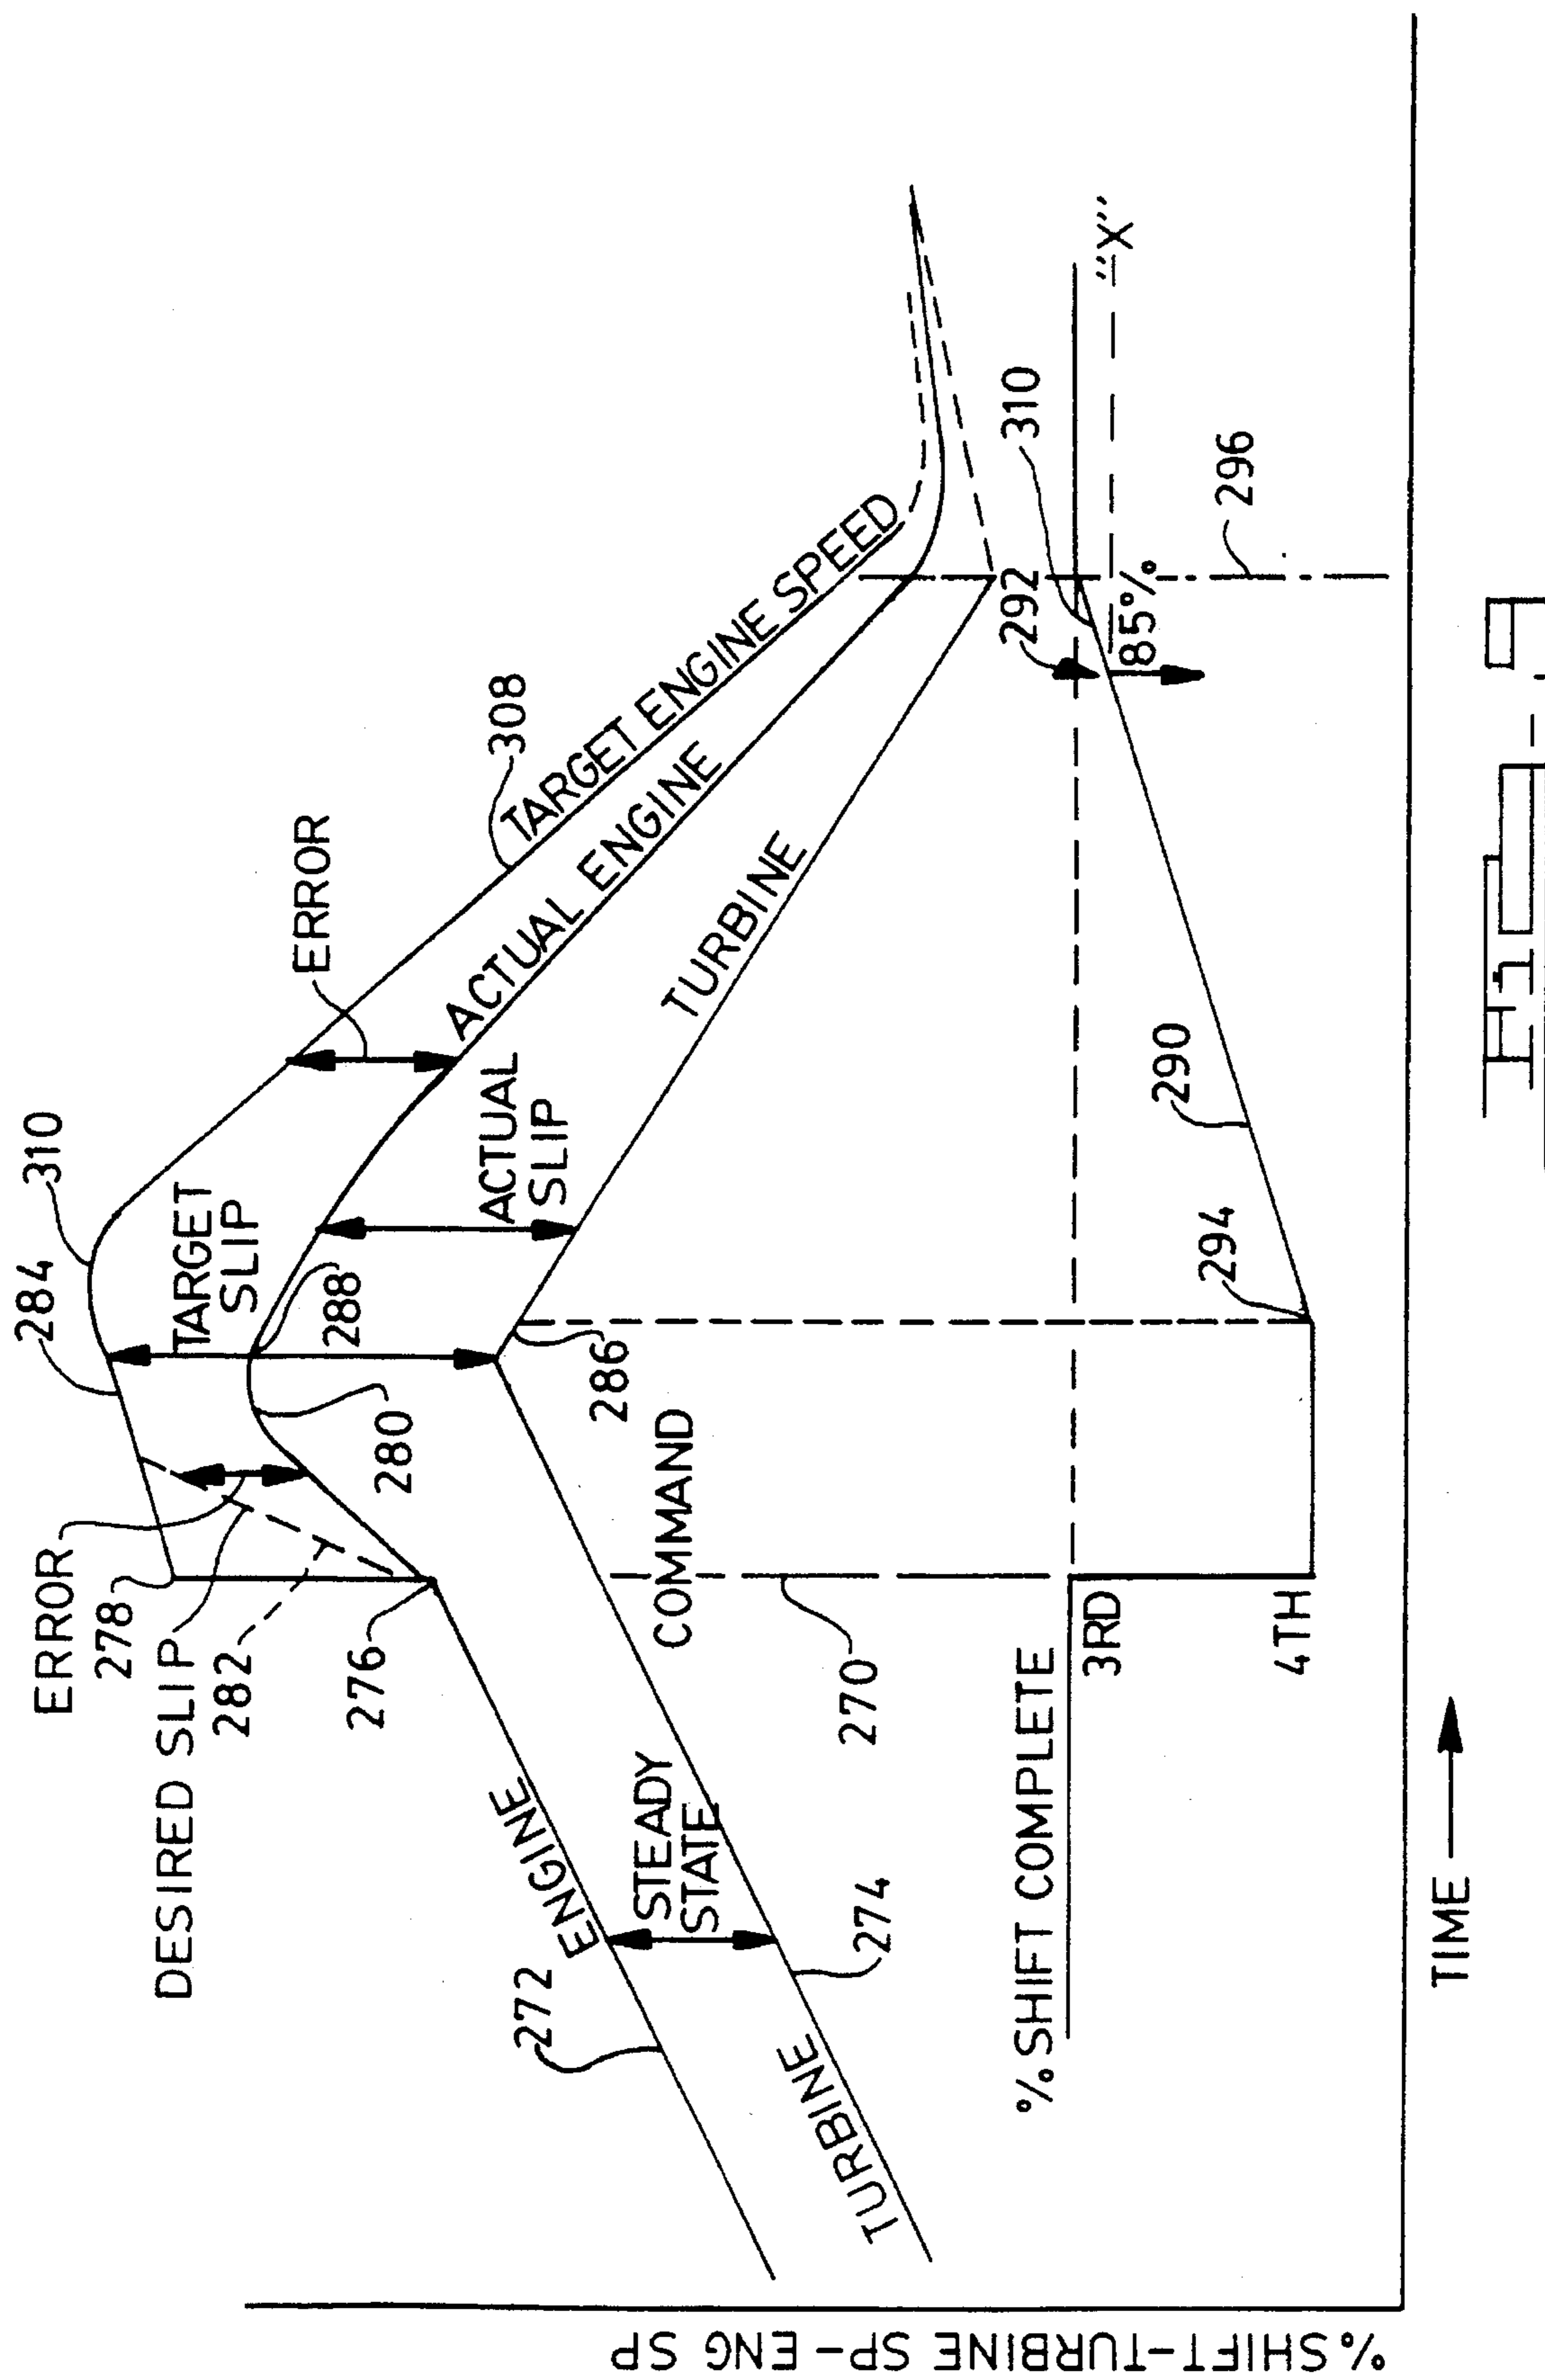 284
310
ERROR
278
DESIRED SLIP
282
276
TARGET
SLIP
288
280
ERROR
308
TARGET ENGINE SPEED
ACTUAL ENGINE
ACTUAL
SLIP
TURBINE
286
ENGINE
272
STEADY
STATE
COMMAND
270
TURBINE
274
% SHIFT COMPLETE
3RD
4TH
294
290
292
310
85%
"X"
296
TIME
% SHIFT-TURBINE SP-ENG SP
Fig-9